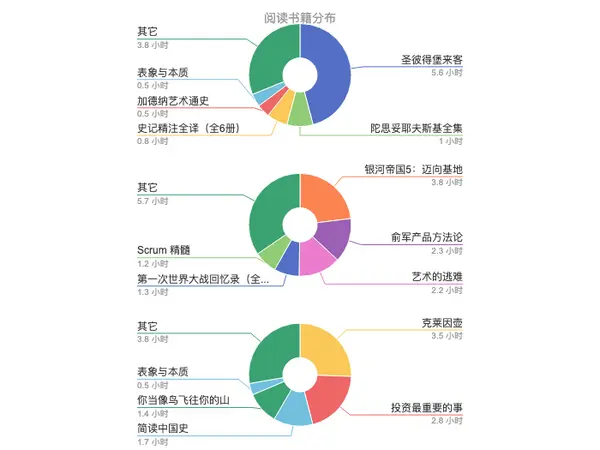 阅读书籍分布
其它
3.8 小时
表象与本质
0.5 小时
加德纳艺术通史
0.5 小时
史记精注全译（全6册）
0.8 小时
圣彼得堡来客
5.6 小时
陀思妥耶夫斯基全集
1 小时
其它
5.7 小时
Scrum 精髓
1.2 小时
第一次世界大战回忆录（全...
1.3 小时
银河帝国5：迈向基地
3.8 小时
俞军产品方法论
2.3 小时
艺术的逃难
2.2 小时
其它
3.8 小时
表象与本质
0.5 小时
你当像鸟飞往你的山
1.4 小时
简读中国史
1.7 小时
克莱因壶
3.5 小时
投资最重要的事
2.8 小时